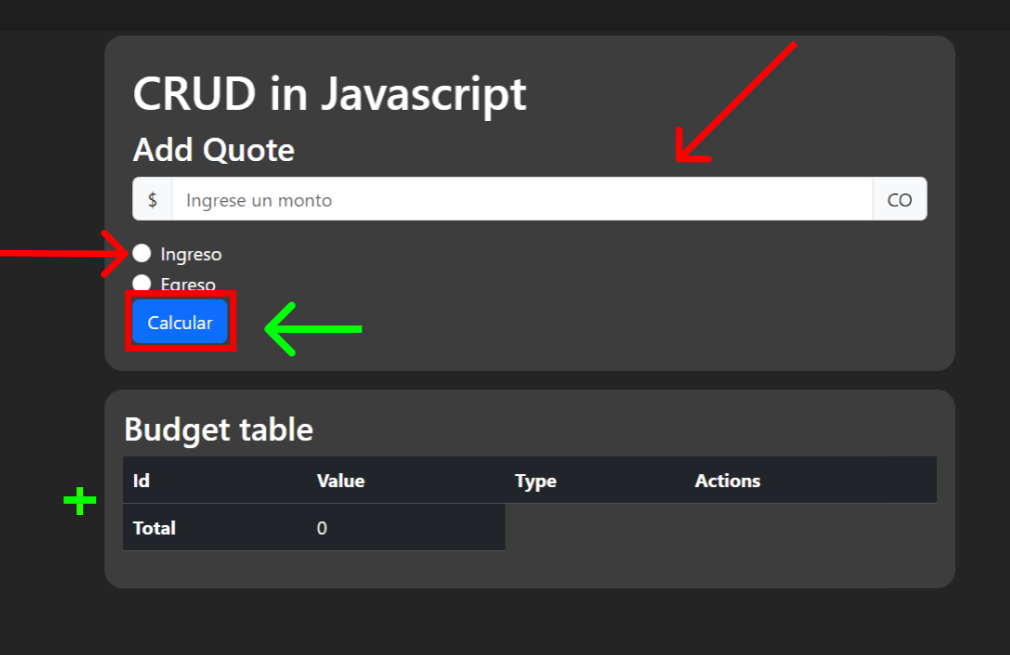 CRUD in Javascript
Add Quote
$ Ingrese un monto CO
Ingreso
Egreso
Calcular
Budget table
Id Value Type Actions
Total 0